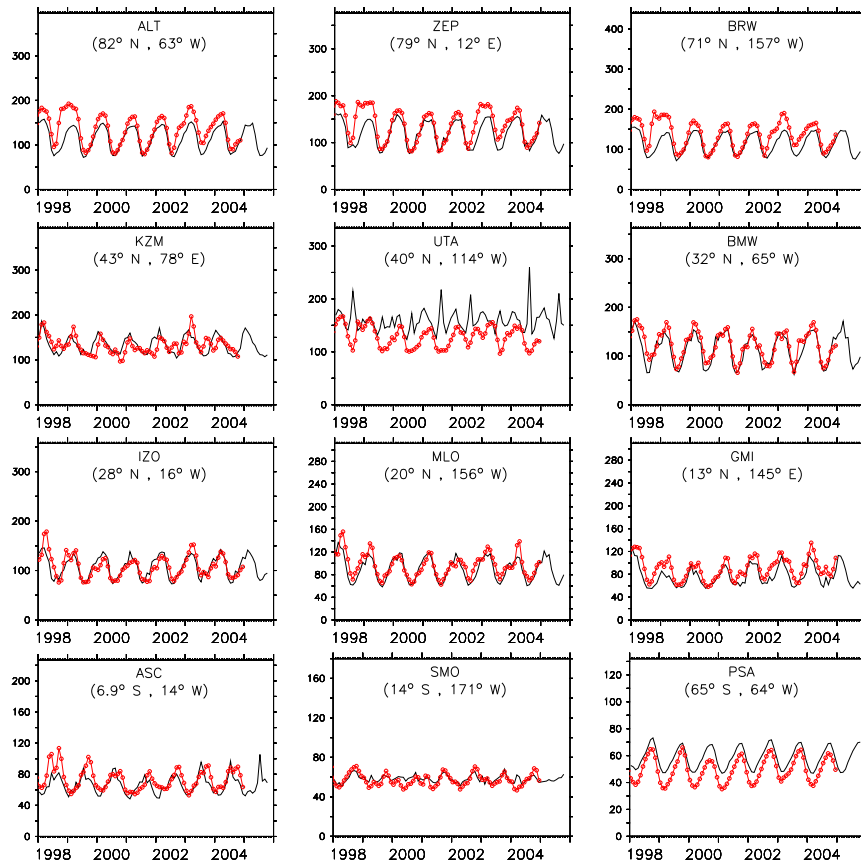 ALT
(82° N , 63° W)
300
200
100
0
1998 2000 2002 2004
ZEP
(79° N , 12° E)
300
200
100
0
1998 2000 2002 2004
BRW
(71° N , 157° W)
400
300
200
100
0
1998 2000 2002 2004
KZM
(43° N , 78° E)
300
200
100
0
1998 2000 2002 2004
UTA
(40° N , 114° W)
300
200
100
0
1998 2000 2002 2004
BMW
(32° N , 65° W)
300
200
100
0
1998 2000 2002 2004
IZO
(28° N , 16° W)
300
200
100
0
1998 2000 2002 2004
MLO
(20° N , 156° W)
280
240
200
160
120
80
40
0
1998 2000 2002 2004
GMI
(13° N , 145° E)
280
240
200
160
120
80
40
0
1998 2000 2002 2004
ASC
(6.9° S , 14° W)
200
160
120
80
40
0
1998 2000 2002 2004
SMO
(14° S , 171° W)
160
120
80
40
0
1998 2000 2002 2004
PSA
(65° S , 64° W)
120
100
80
60
40
20
0
1998 2000 2002 2004